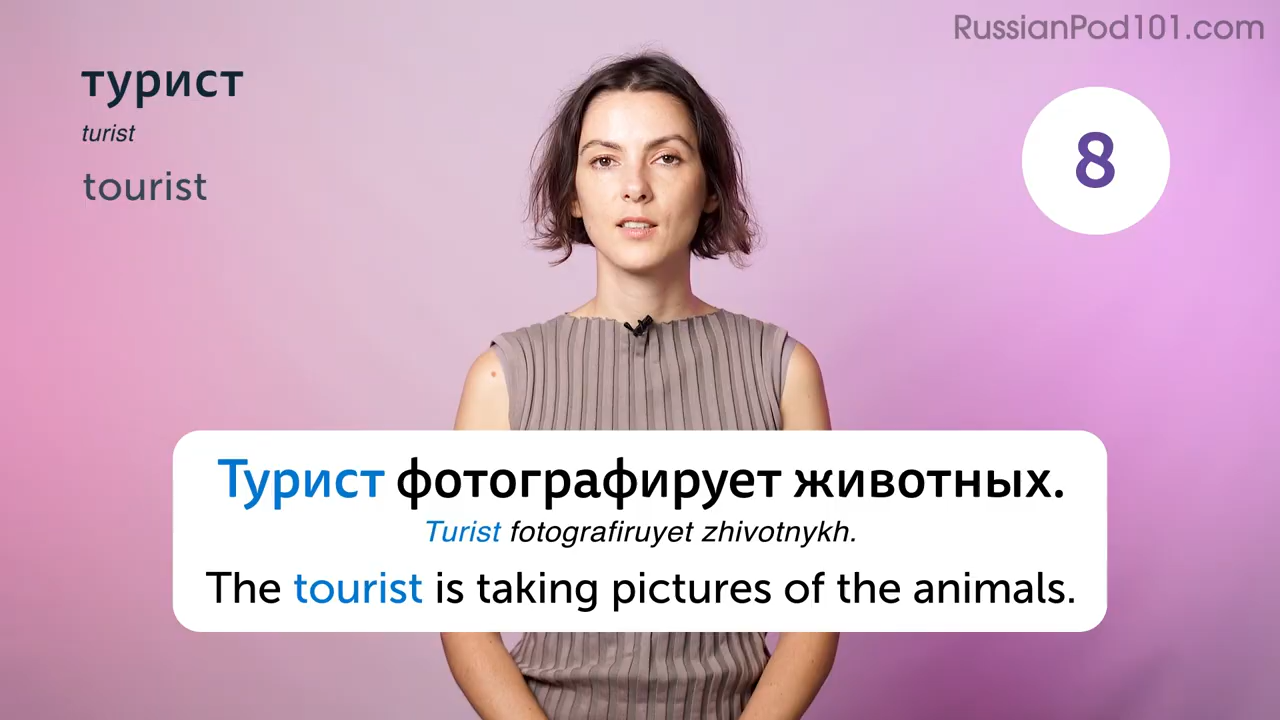 RussianPod101.com
турист
turist
tourist
8
Турист фотографирует животных.
Turist fotografiruyet zhivotnykh.
The tourist is taking pictures of the animals.